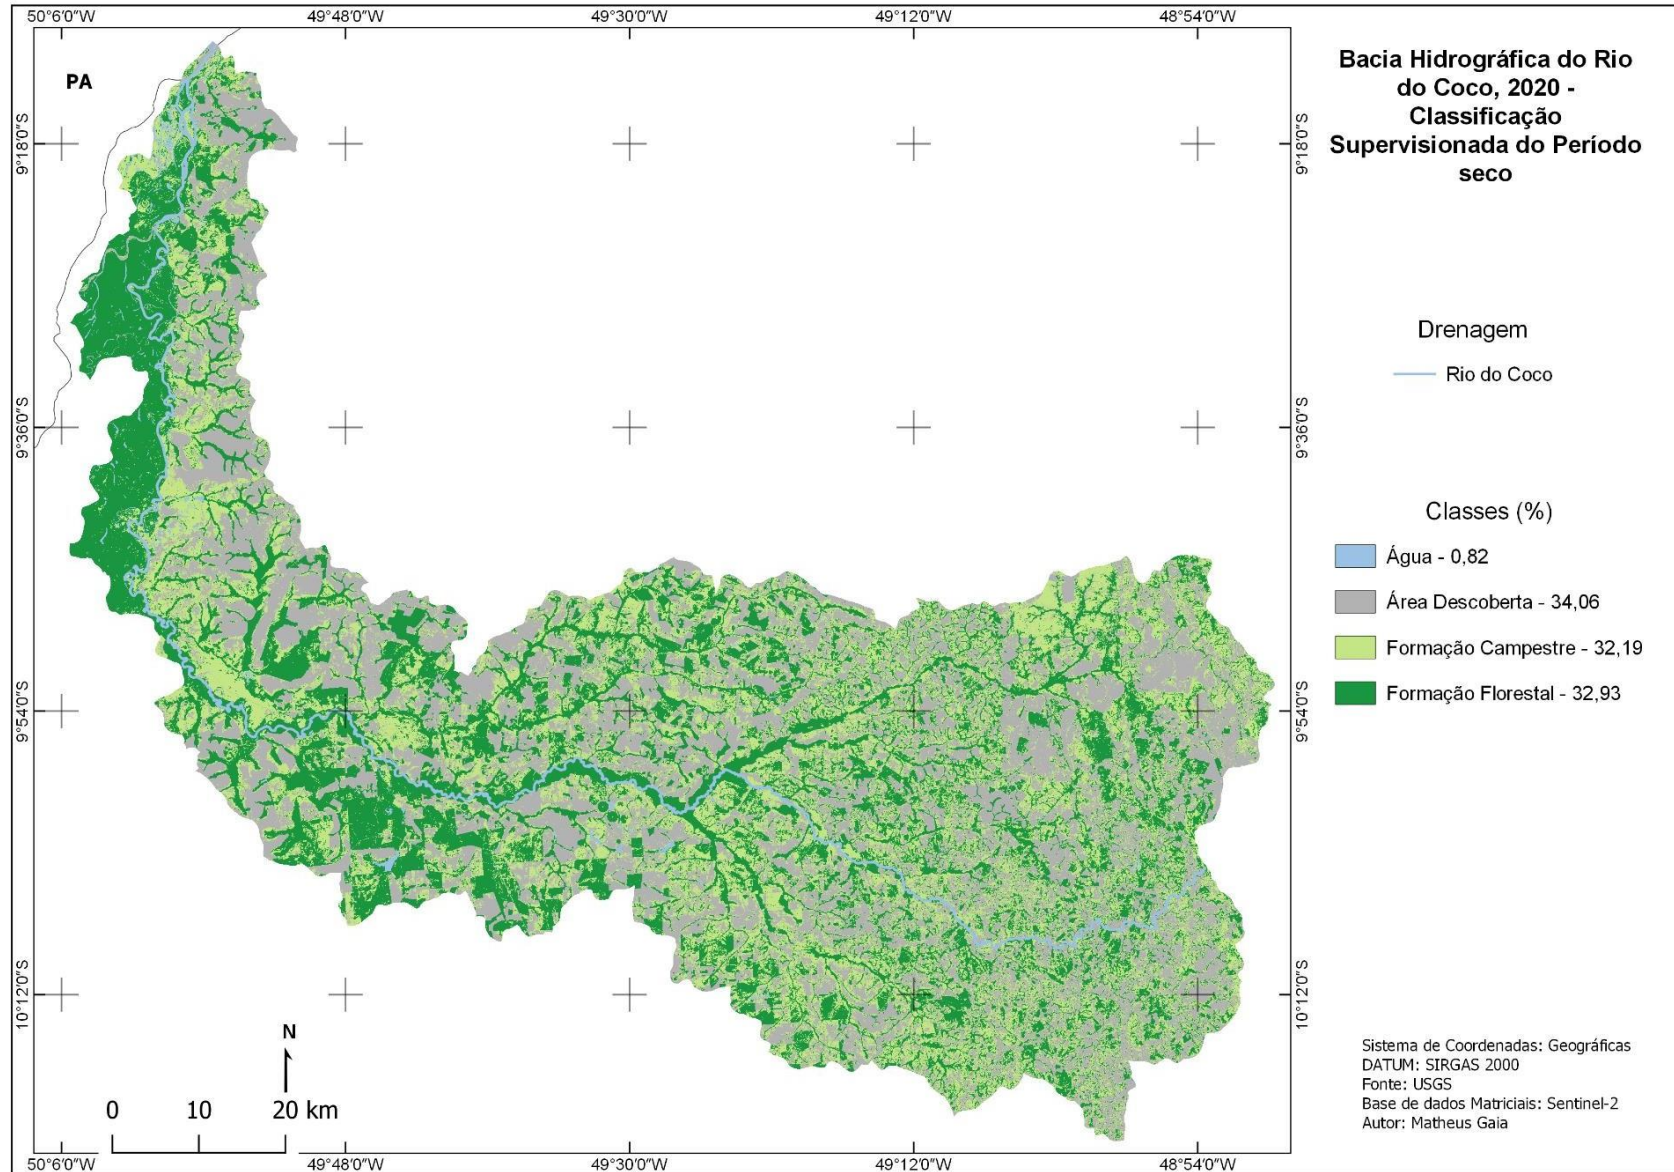 50°6'0"W
49°48'0"W
49°30'0"W
49°12'0"W
48°54'0"W
PA
Bacia Hidrográfica do Rio
do Coco, 2020 -
Classificação
Supervisionada do Período
seco
9°18'0"S
9°18'0"S
Drenagem
Rio do Coco
9°36'0"S
9°36'0"S
Classes (%)
Água - 0,82
Área Descoberta - 34,06
Formação Campestre - 32,19
Formação Florestal - 32,93
9°54'0"S
9°54'0"S
10°12'0"S
10°12'0"S
N
0 10 20 km
Sistema de Coordenadas: Geográficas
DATUM: SIRGAS 2000
Fonte: USGS
Base de dados Matriciais: Sentinel-2
Autor: Matheus Gaia
50°6'0"W
49°48'0"W
49°30'0"W
49°12'0"W
48°54'0"W